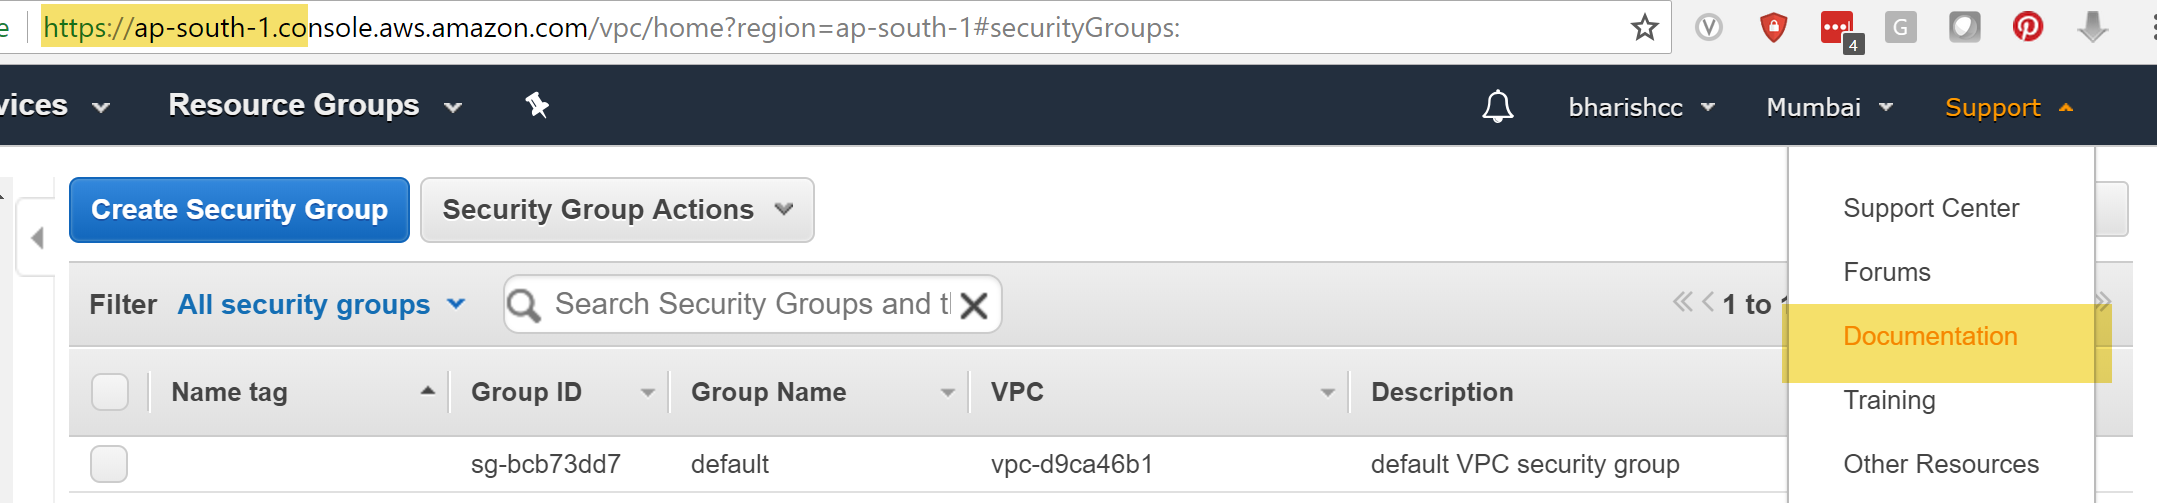 e https://ap-south-1.console.aws.amazon.com/vpc/home?region=ap-south-1#securityGroups:
4 G
vices Resource Groups bharishcc Mumbai Support
Create Security Group Security Group Actions
Support Center
Forums
Filter All security groups Search Security Groups and t 1 to
Documentation
Name tag Group ID Group Name VPC Description
Training
sg-bcb73dd7 default vpc-d9ca46b1 default VPC security group
Other Resources